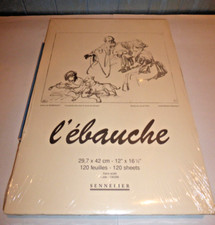 l'ébauche
29,7 x 42 cm - 12" x 16 ½"
120 feuilles - 120 sheets
SENNELIER